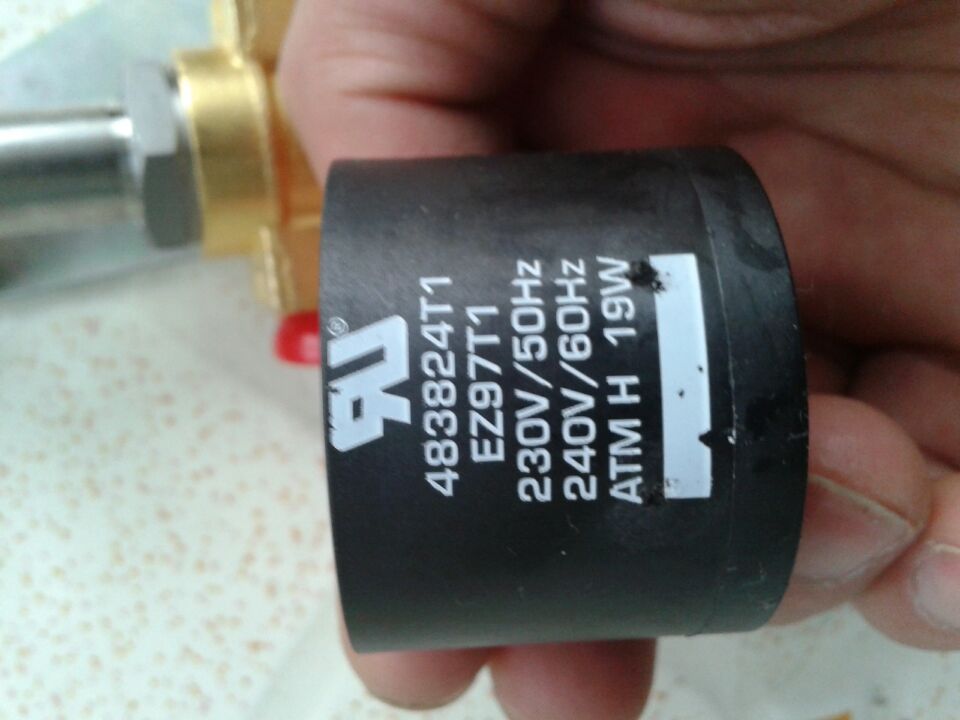 483824T1
EZ97T1
230V/50Hz
240V/60Hz
ATM H 19W